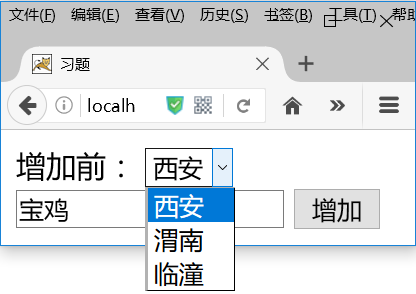 文件(F) 编辑(E) 查看(V) 历史(S) 书签(B) 工具(T) 帮助
习题
localh
增加前： 西安
宝鸡 增加
西安
渭南
临潼